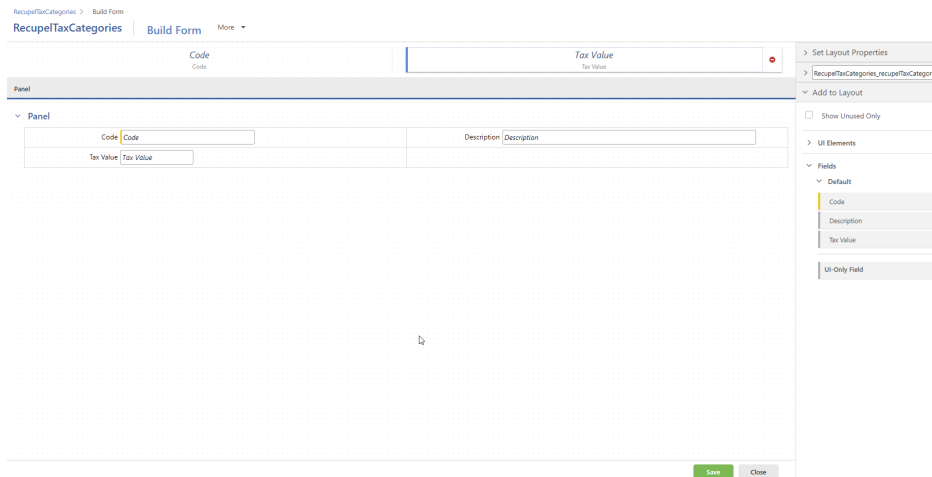 RecupelTaxCategories > Build Form
RecupelTaxCategories Build Form More
Code
Code
Tax Value
Tax Value
Panel
Panel
Code Code
Description Description
Tax Value Tax Value
Save Close
Set Layout Properties
RecupelTaxCategories_recupelTaxCategor
Add to Layout
Show Unused Only
UI Elements
Fields
Default
Code
Description
Tax Value
UI-Only Field